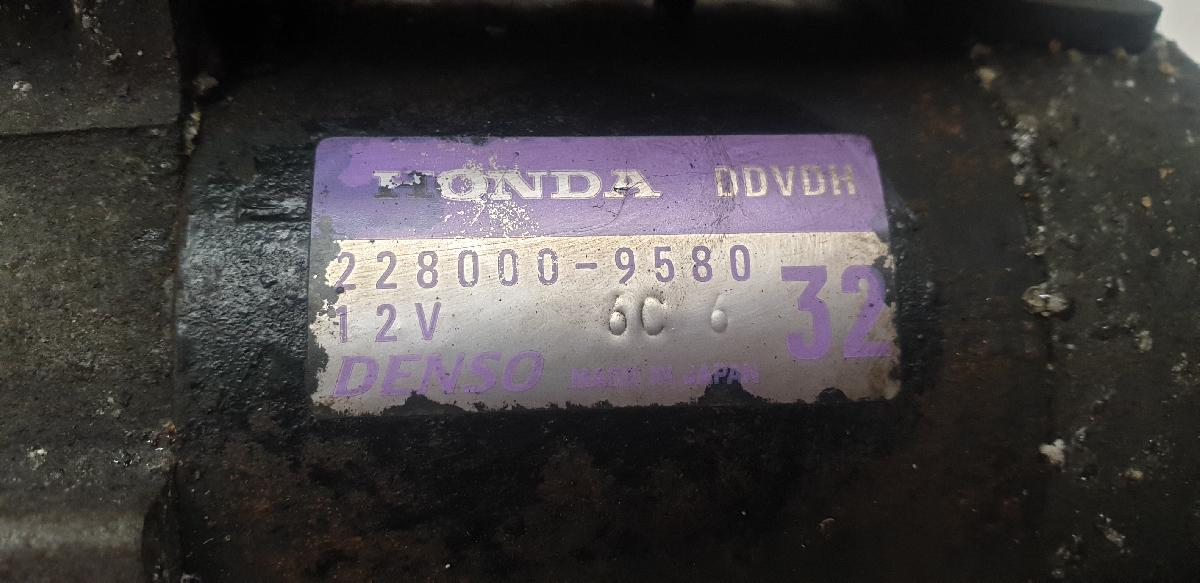 HONDA DDVDH
228000-9580
12V 6C 6 32
DENSO MADE IN JAPAN